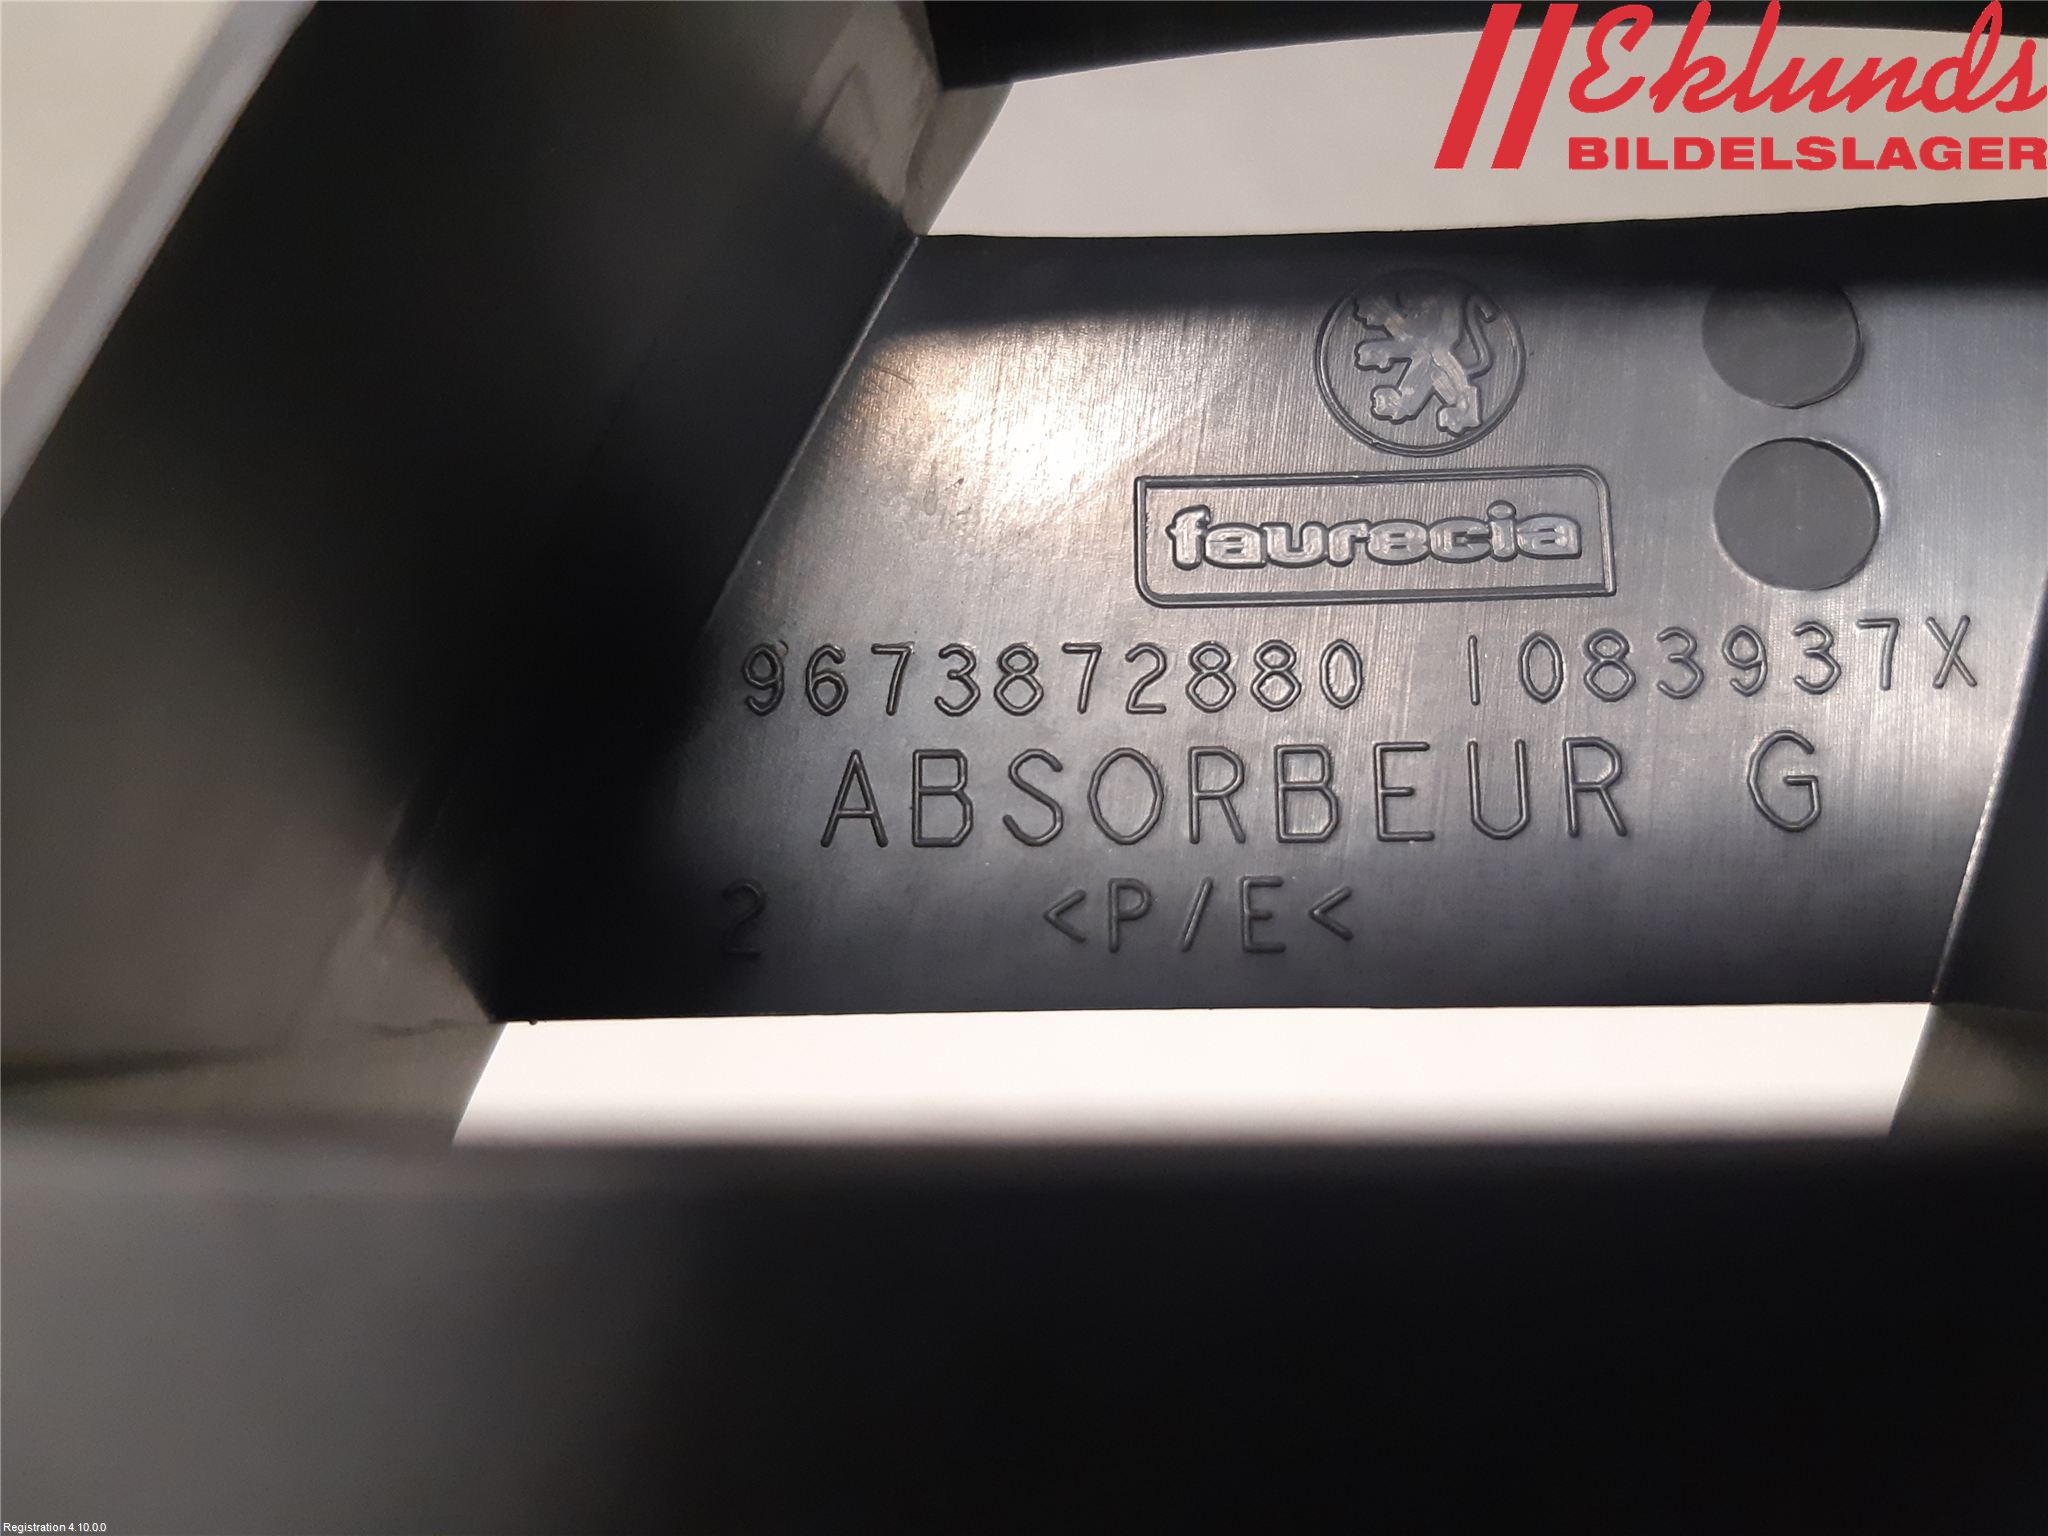 Eklunds
BILDELSLAGER
faurecia
9673872880 1083937X
ABSORBEUR G
2 <P/E<
Registration 4.10.0.0